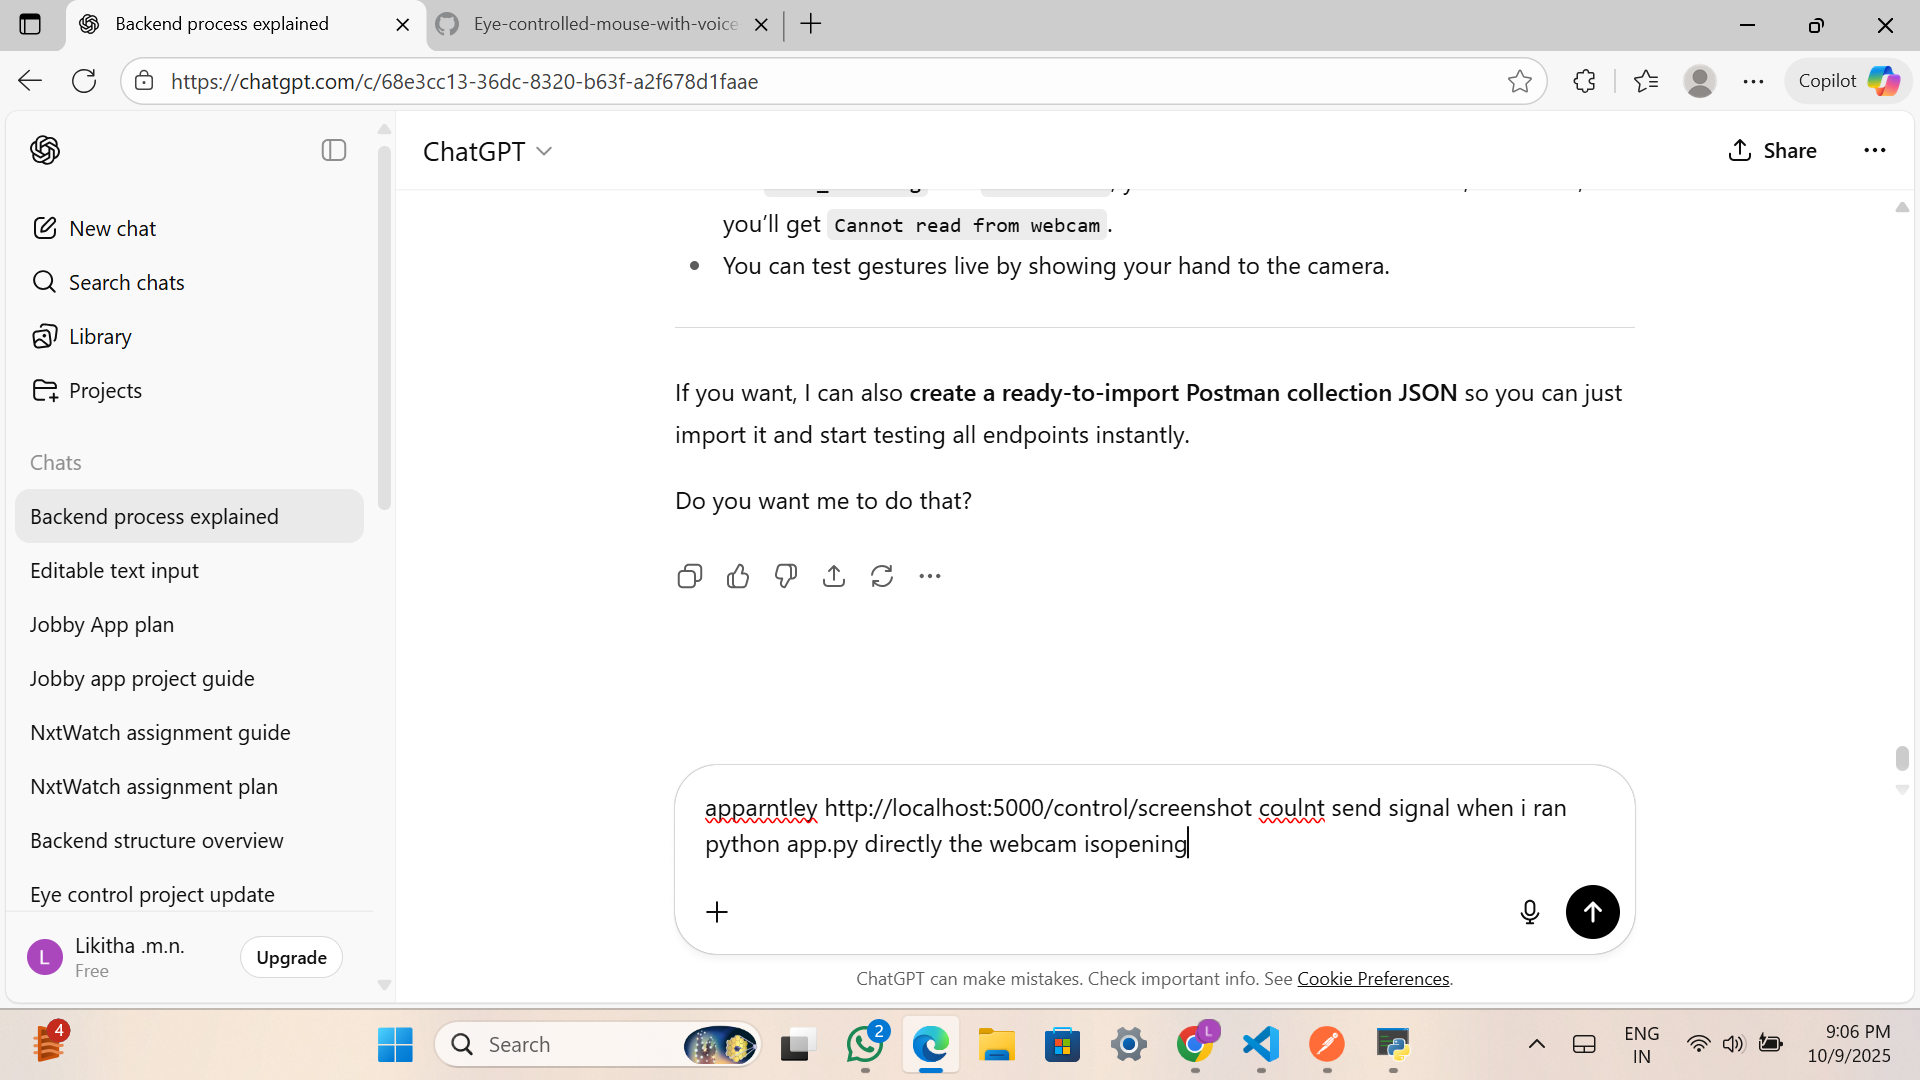 Backend process explained
Eye-controlled-mouse-with-voice
https://chatgpt.com/c/68e3cc13-36dc-8320-b63f-a2f678d1faae
Copilot
ChatGPT
Share
New chat
Search chats
Library
Projects
Chats
Backend process explained
Editable text input
Jobby App plan
Jobby app project guide
NxtWatch assignment guide
NxtWatch assignment plan
Backend structure overview
Eye control project update
L
Likitha .m.n.
Free
Upgrade
you’ll get Cannot read from webcam.
• You can test gestures live by showing your hand to the camera.
If you want, I can also create a ready-to-import Postman collection JSON so you can just
import it and start testing all endpoints instantly.
Do you want me to do that?
apparntley http://localhost:5000/control/screenshot coulnt send signal when i ran
python app.py directly the webcam isopening
ChatGPT can make mistakes. Check important info. See Cookie Preferences.
4
Search
2
L
ENG
IN
9:06 PM
10/9/2025